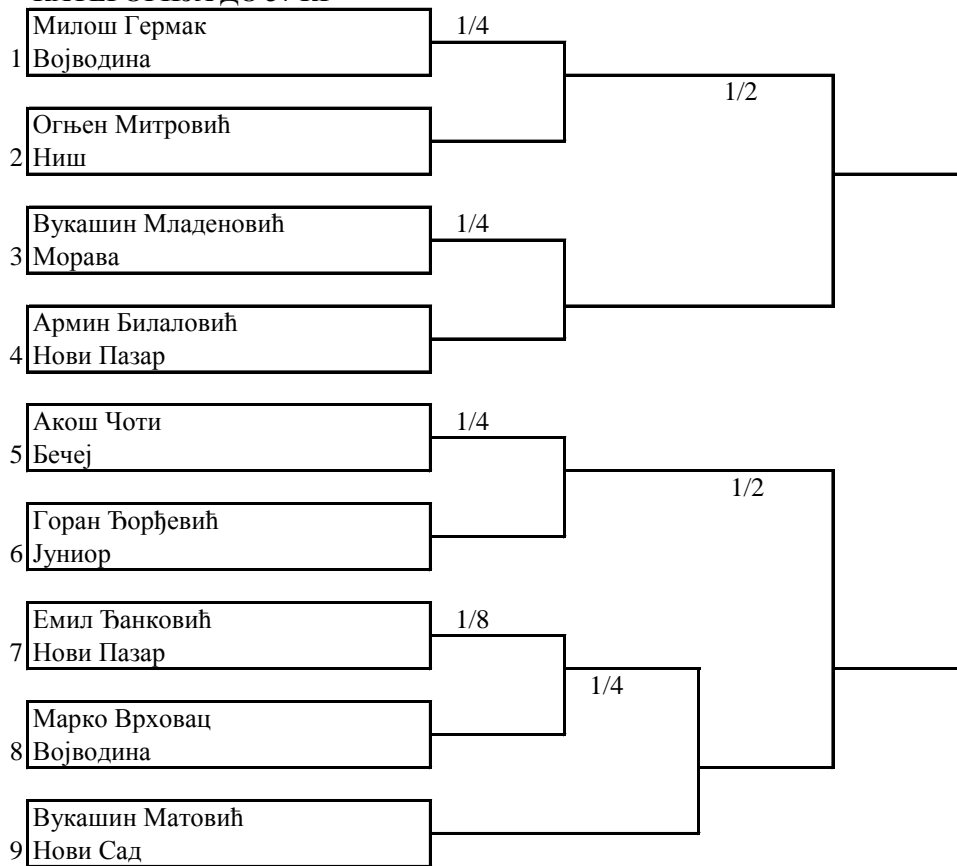 Милош Гермак
1/4
1 Војводина
1/2
Огњен Митровић
2 Ниш
Вукашин Младеновић
1/4
3 Морава
Армин Билаловић
4 Нови Пазар
Акош Чоти
1/4
5 Бечеј
1/2
Горан Ђорђевић
6 Јуниор
Емил Ђанковић
1/8
7 Нови Пазар
1/4
Марко Врховац
8 Војводина
Вукашин Матовић
9 Нови Сад